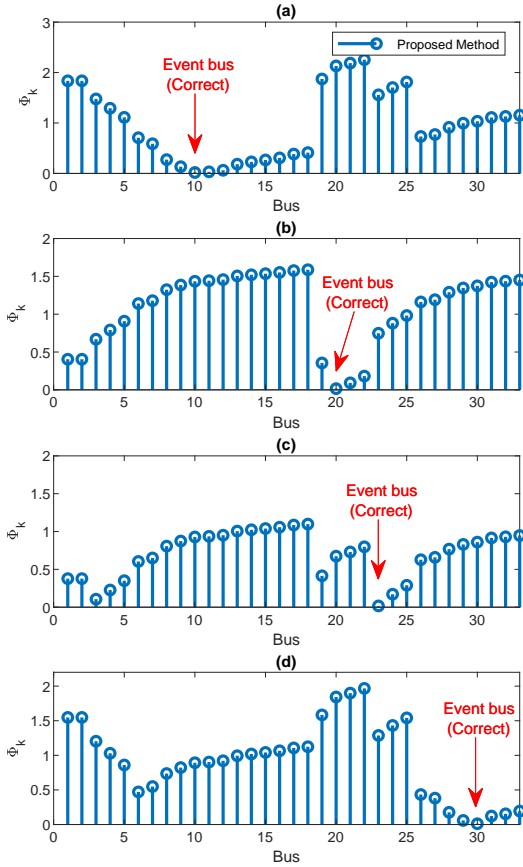 (a)
3
2
1
0
Φk
Proposed Method
Event bus
(Correct)
0 5 10 15 20 25 30
Bus
(b)
2
1.5
1
0.5
0
Φk
Event bus
(Correct)
0 5 10 15 20 25 30
Bus
(c)
2
1.5
1
0.5
0
Φk
Event bus
(Correct)
0 5 10 15 20 25 30
Bus
(d)
2
1.5
1
0.5
0
Φk
Event bus
(Correct)
0 5 10 15 20 25 30
Bus